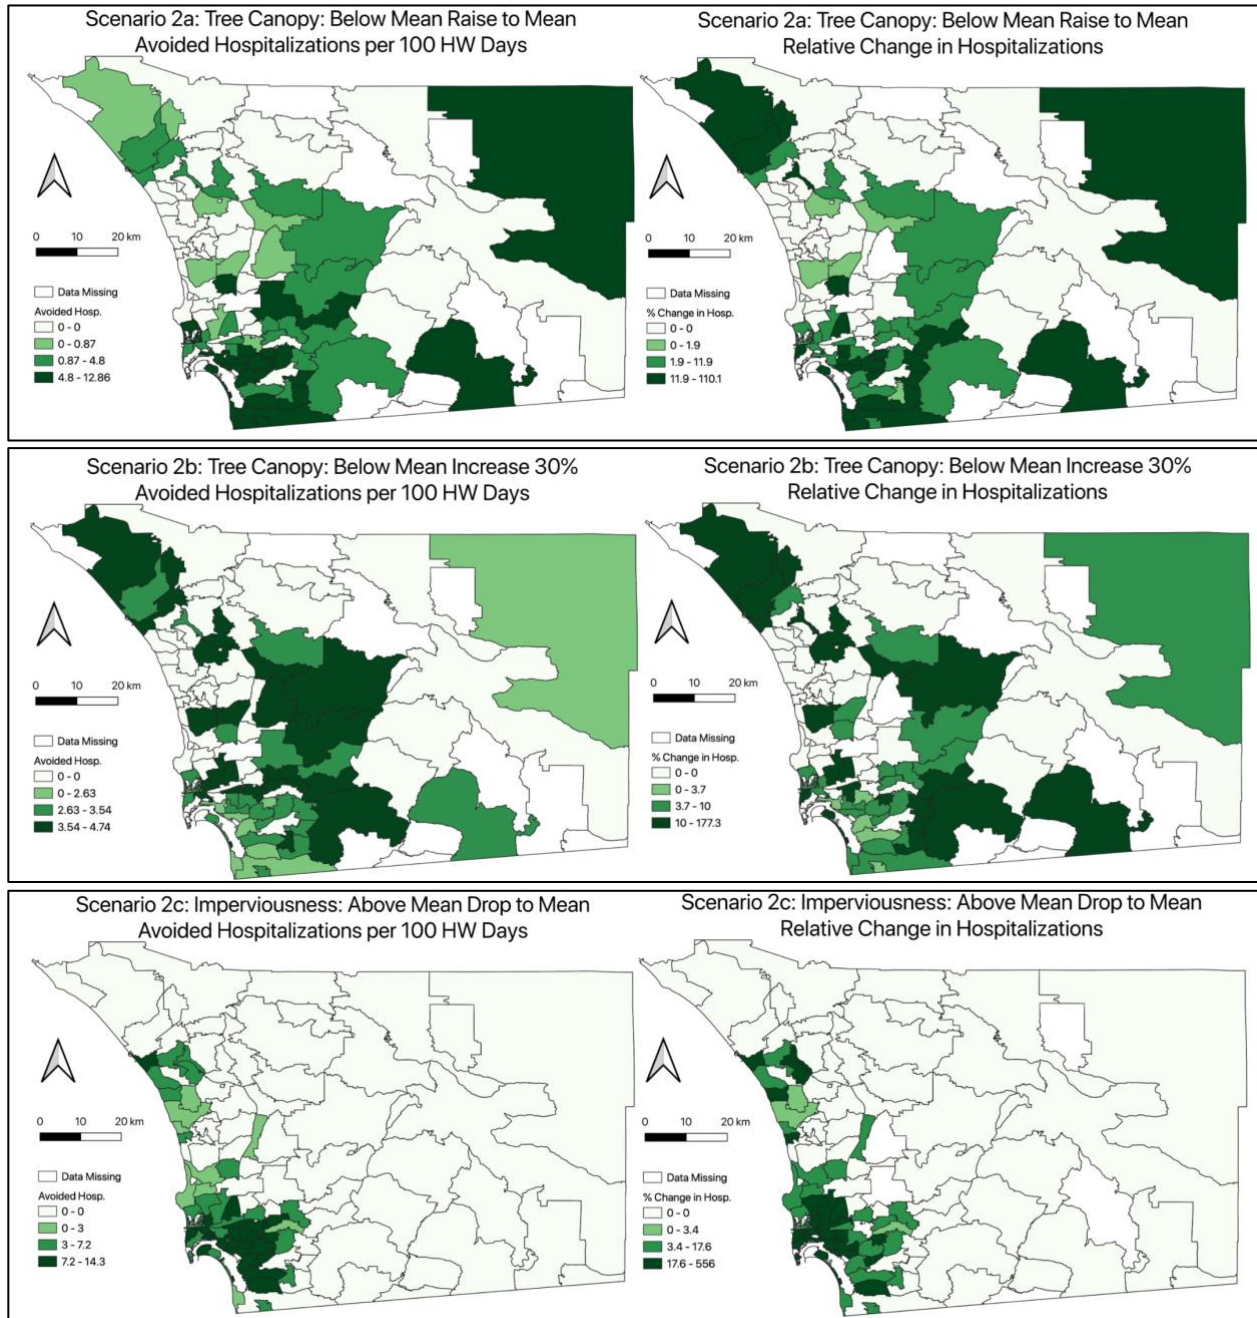 Scenario 2a: Tree Canopy: Below Mean Raise to Mean
Avoided Hospitalizations per 100 HW Days
0 10 20 km
Data Missing
Avoided Hosp.
0 - 0
0 - 0.87
0.87 - 4.8
4.8 - 12.86
Scenario 2a: Tree Canopy: Below Mean Raise to Mean
Relative Change in Hospitalizations
0 10 20 km
Data Missing
% Change in Hosp.
0 - 0
0 - 1.9
1.9 - 11.9
11.9 - 110.1
Scenario 2b: Tree Canopy: Below Mean Increase 30%
Avoided Hospitalizations per 100 HW Days
0 10 20 km
Data Missing
Avoided Hosp.
0 - 0
0 - 2.63
2.63 - 3.54
3.54 - 4.74
Scenario 2b: Tree Canopy: Below Mean Increase 30%
Relative Change in Hospitalizations
0 10 20 km
Data Missing
% Change in Hosp.
0 - 0
0 - 3.7
3.7 - 10
10 - 177.3
Scenario 2c: Imperviousness: Above Mean Drop to Mean
Avoided Hospitalizations per 100 HW Days
0 10 20 km
Data Missing
Avoided Hosp.
0 - 0
0 - 3
3 - 7.2
7.2 - 14.3
Scenario 2c: Imperviousness: Above Mean Drop to Mean
Relative Change in Hospitalizations
0 10 20 km
Data Missing
% Change in Hosp.
0 - 0
0 - 3.4
3.4 - 17.6
17.6 - 556